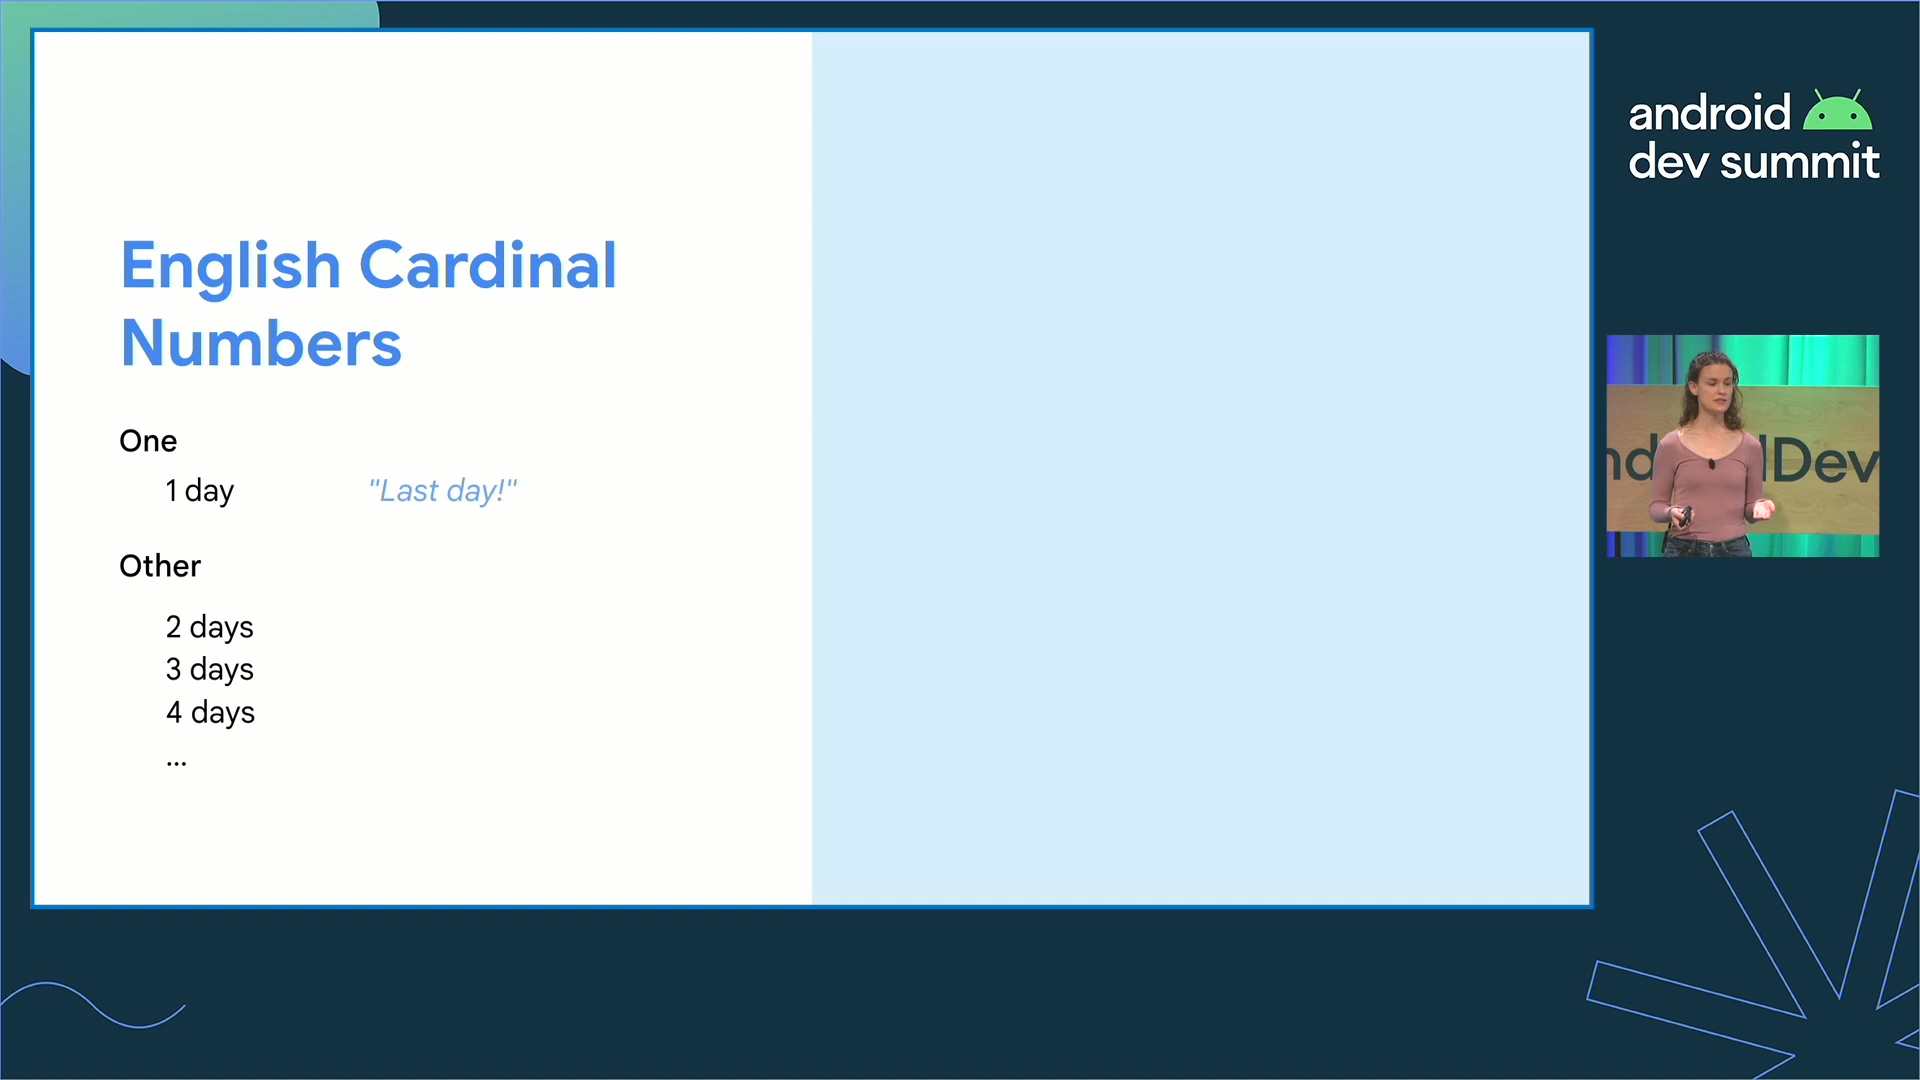 English Cardinal
Numbers
One
1 day "Last day!"
Other
2 days
3 days
4 days
...
android
dev summit
nd Dev